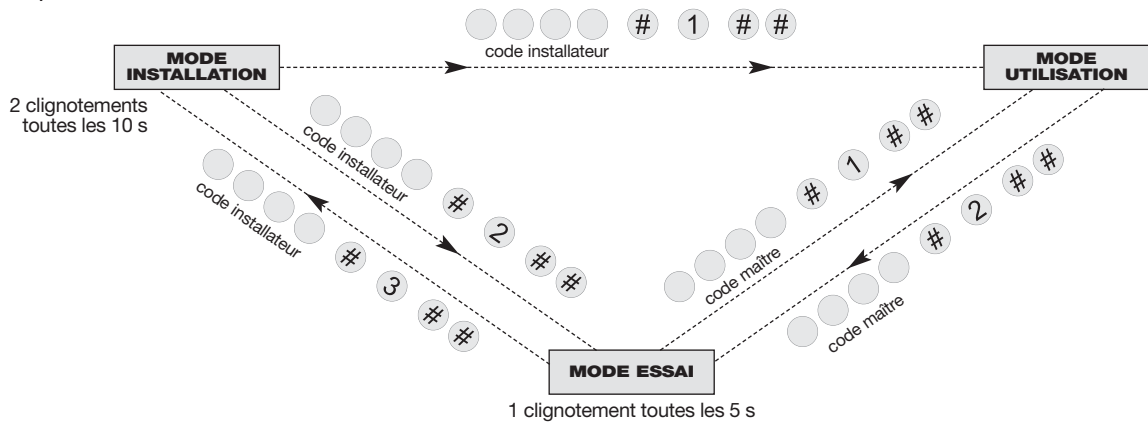 # 1 # #
code installateur
MODE
INSTALLATION
MODE
UTILISATION
2 clignotements
toutes les 10 s
code installateur
# 2 # #
code installateur
# 3 # #
code maître
# 1 # #
code maître
# 2 # #
MODE ESSAI
1 clignotement toutes les 5 s